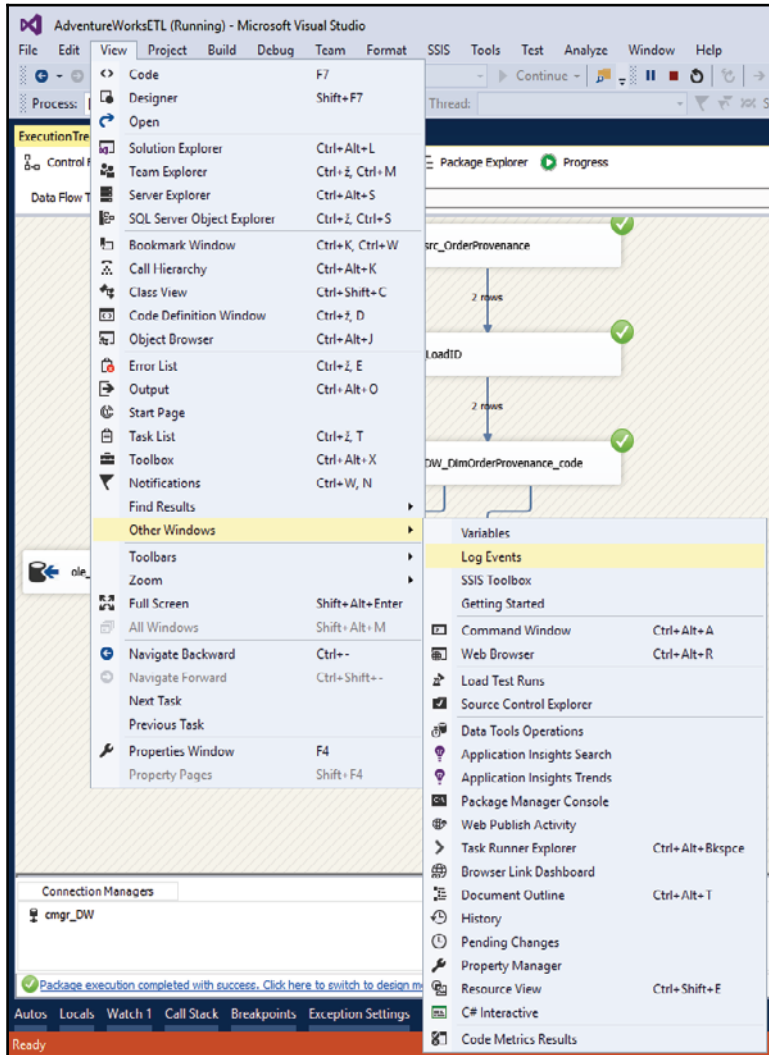 AdventureWorksETL (Running) - Microsoft Visual Studio
File Edit View Project Build Debug Team Format SSIS Tools Test Analyze Window Help
Continue
Process: Thread:
ExecutionTre
Control Package Explorer Progress
Data Flow T
Code F7
Designer Shift+F7
Open
Solution Explorer Ctrl+Alt+L
Team Explorer Ctrl+ž, Ctrl+M
Server Explorer Ctrl+Alt+S
SQL Server Object Explorer Ctrl+ž, Ctrl+S
Bookmark Window Ctrl+K, Ctrl+W
Call Hierarchy Ctrl+Alt+K
Class View Ctrl+Shift+C
Code Definition Window Ctrl+ž, D
Object Browser Ctrl+Alt+J
Error List Ctrl+ž, E
Output Ctrl+Alt+O
Start Page
Task List Ctrl+ž, T
Toolbox Ctrl+Alt+X
Notifications Ctrl+W, N
Find Results
Other Windows
Toolbars
Zoom
Full Screen Shift+Alt+Enter
All Windows Shift+Alt+M
Navigate Backward Ctrl+-
Navigate Forward Ctrl+Shift+-
Next Task
Previous Task
Properties Window F4
Property Pages Shift+F4
src_OrderProvenance
2 rows
LoadID
2 rows
DW_DimOrderProvenance_code
ole_
Variables
Log Events
SSIS Toolbox
Getting Started
Command Window Ctrl+Alt+A
Web Browser Ctrl+Alt+R
Load Test Runs
Source Control Explorer
Data Tools Operations
Application Insights Search
Application Insights Trends
Package Manager Console
Web Publish Activity
Task Runner Explorer Ctrl+Alt+Bkspce
Browser Link Dashboard
Document Outline Ctrl+Alt+T
History
Pending Changes
Property Manager
Resource View Ctrl+Shift+E
C# Interactive
Code Metrics Results
Connection Managers
cmgr_DW
Package execution completed with success. Click here to switch to design m
Autos Locals Watch 1 Call Stack Breakpoints Exception Settings
Ready